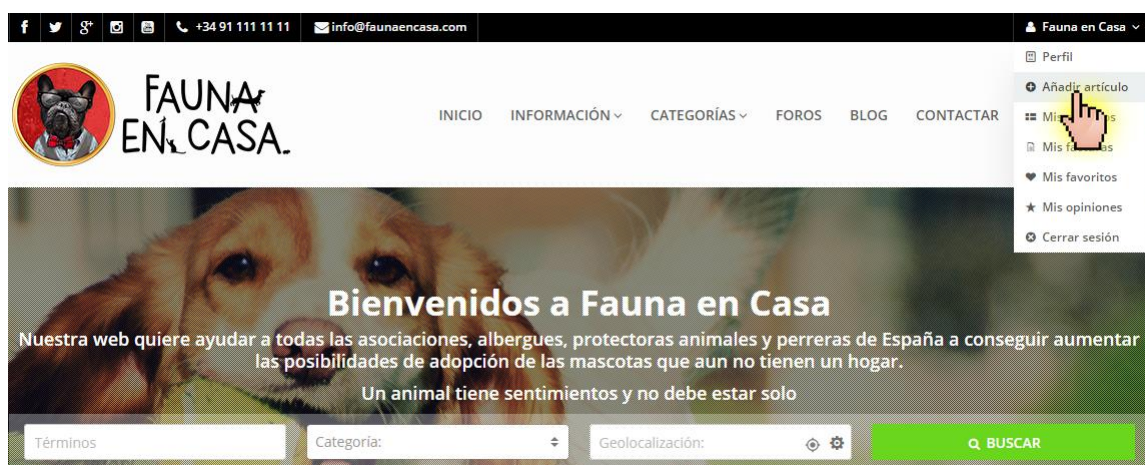 +34 91 111 11 11
info@faunaencasa.com
Fauna en Casa
FAUNA
EN CASA.
INICIO
INFORMACIÓN
CATEGORÍAS
FOROS
BLOG
CONTACTAR
Perfil
Añadir artículo
Mis
Mis
Mis favoritos
Mis opiniones
Cerrar sesión
Bienvenidos a Fauna en Casa
Nuestra web quiere ayudar a todas las asociaciones, albergues, protectoras animales y perreras de España a conseguir aumentar
las posibilidades de adopción de las mascotas que aun no tienen un hogar.
Un animal tiene sentimientos y no debe estar solo
Términos
Categoría:
Geolocalización:
BUSCAR